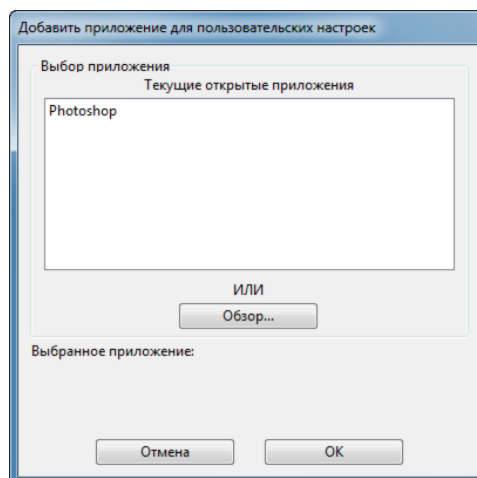 Добавить приложение для пользовательских настроек
Выбор приложения
Текущие открытые приложения
Photoshop
ИЛИ
Обзор...
Выбранное приложение:
Отмена OK